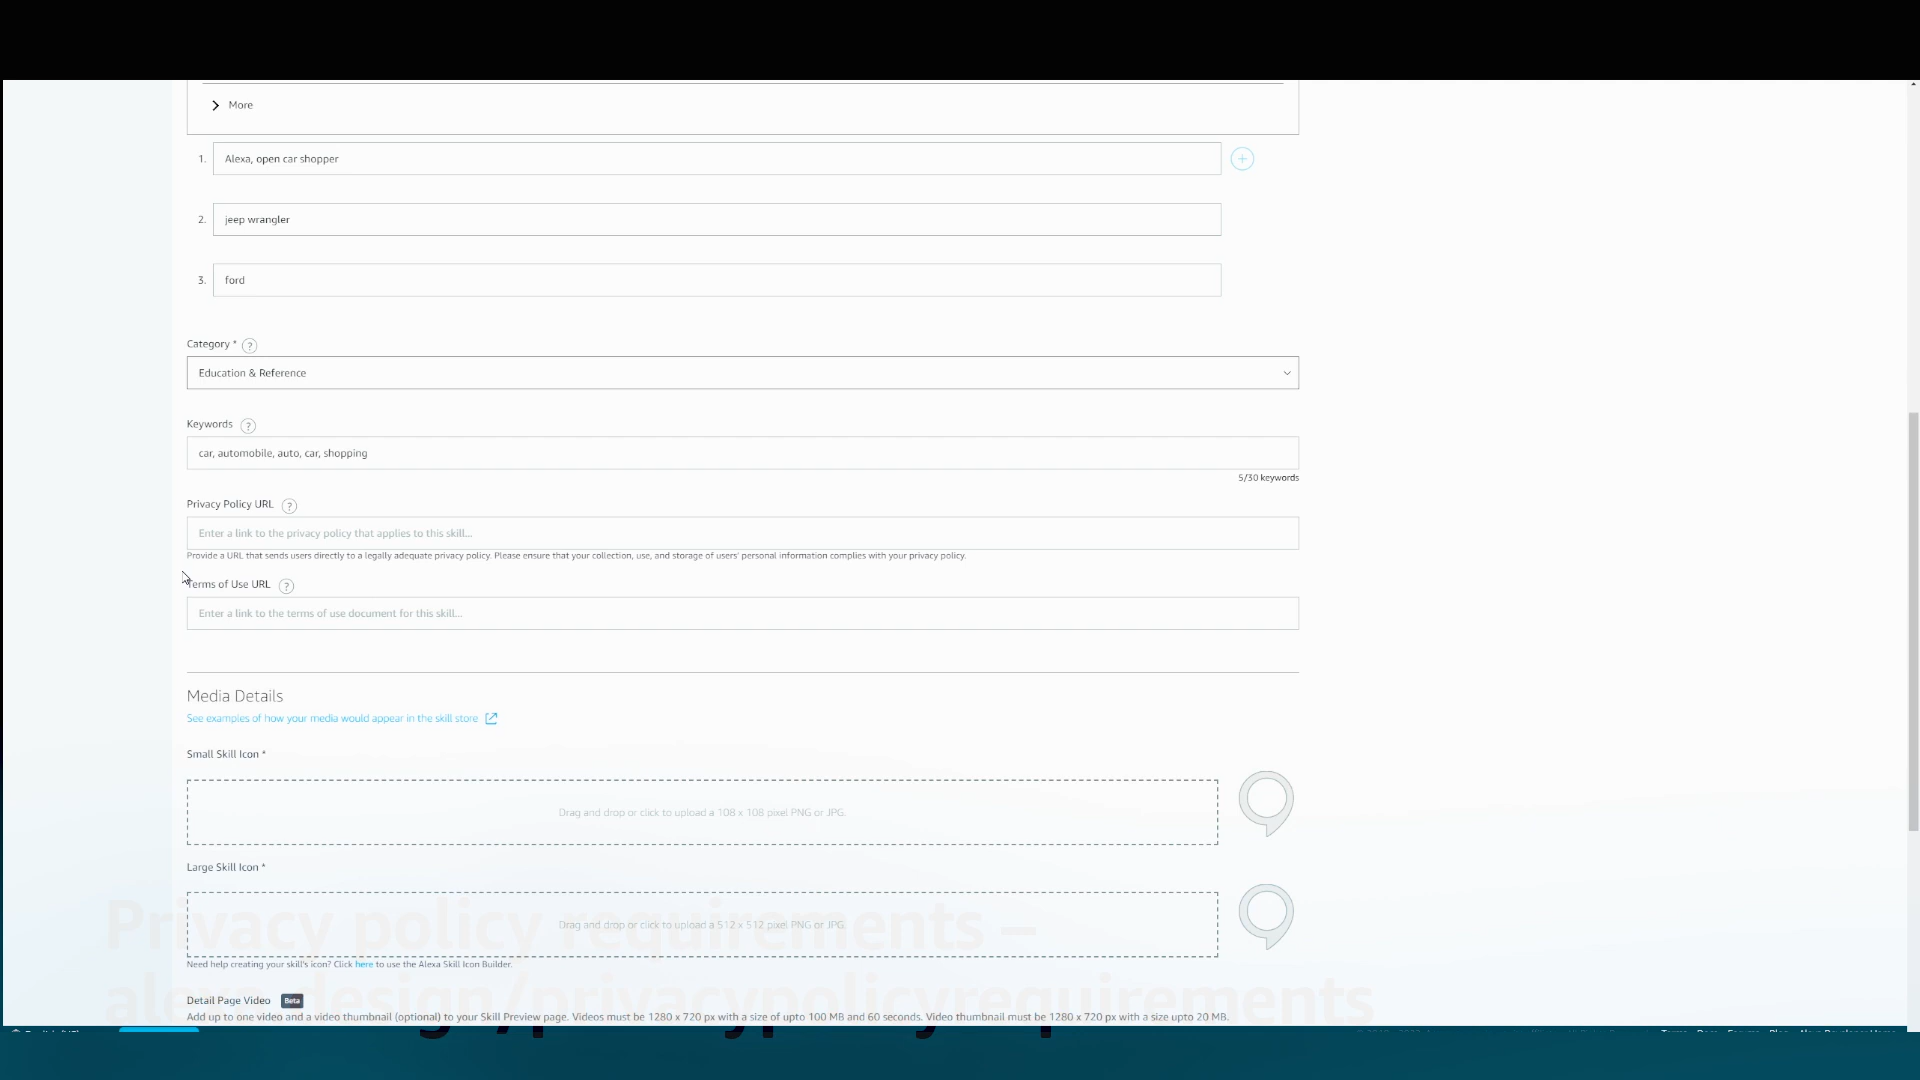 More
1. Alexa, open car shopper
2. jeep wrangler
3. ford
Category * ?
Education & Reference
Keywords ?
car, automobile, auto, car, shopping
5/30 keywords
Privacy Policy URL ?
Enter a link to the privacy policy that applies to this skill...
Provide a URL that sends users directly to a legally adequate privacy policy. Please ensure that your collection, use, and storage of users' personal information complies with your privacy policy.
Terms of Use URL ?
Enter a link to the terms of use document for this skill...
Media Details
See examples of how your media would appear in the skill store
Small Skill Icon *
Drag and drop or click to upload a 108 x 108 pixel PNG or JPG.
Large Skill Icon *
Privacy policy requirements –
Drag and drop or click to upload a 512 x 512 pixel PNG or JPG.
Need help creating your skill's icon? Click here to use the Alexa Skill Icon Builder.
alexa.design/privacypolicyrequirements
Detail Page Video Beta
Add up to one video and a video thumbnail (optional) to your Skill Preview page. Videos must be 1280 x 720 px with a size of upto 100 MB and 60 seconds. Video thumbnail must be 1280 x 720 px with a size upto 20 MB.